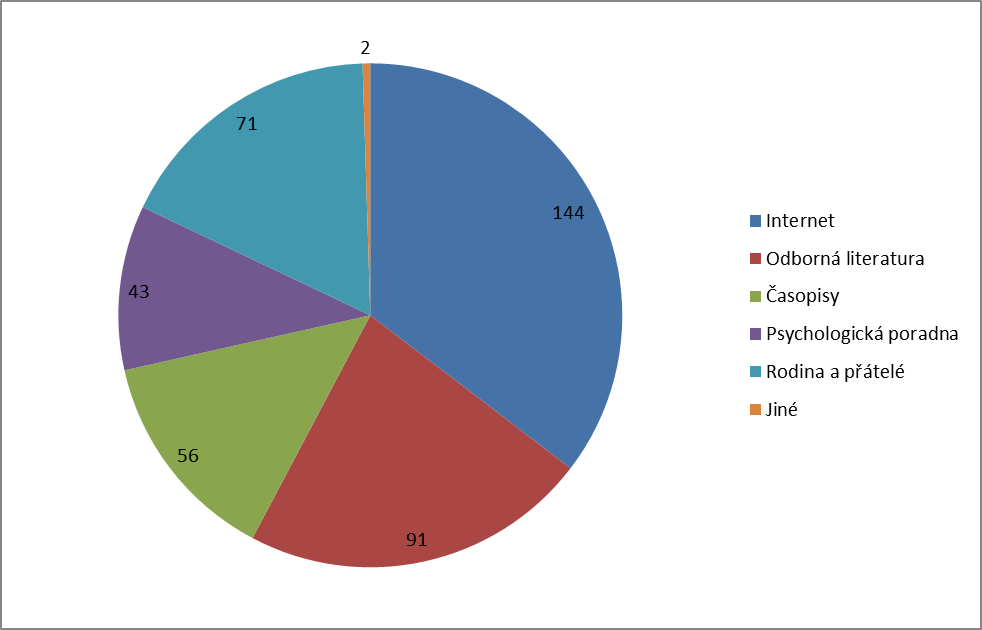 2
71
144
43
56
91
Internet
Odborná literatura
Časopisy
Psychologická poradna
Rodina a přátelé
Jiné